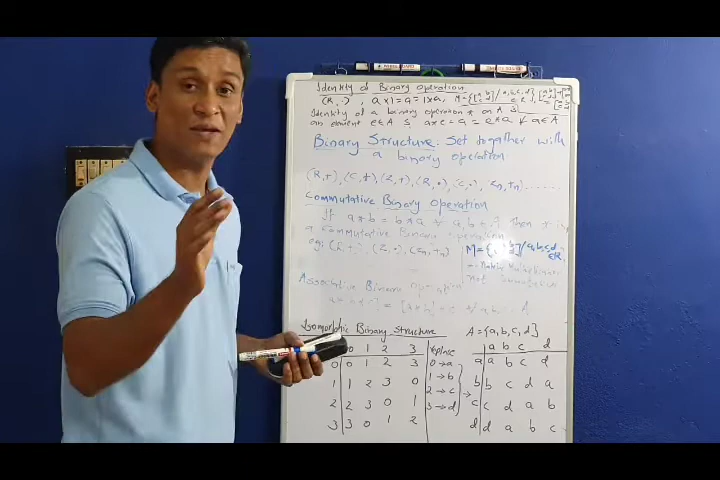 Identity of Binary Operation
(R, ·), a×1 = a = 1×a, M = {[a b / c d] / a, b, c, d ∈ R}
Identity of a binary operation * on A is
an element e∈A s a*e = a = e*a ∀ a∈A
Binary Structure: Set together with
a binary operation
(R,+), (C,+), (Z,+), (R,·), (C,·), ......
Commutative Binary Operation
If a*b = b*a ∀ a,b Then * is
a Commutative Binary operation
eg: (R,+), (Z,·)
M = {[a b / c d] / a,b,c,d ∈ R}
not commutative
Associative Binary Operation
Isomorphic Binary Structure
A = {a, b, c, d}
0 1 2 3
0 0 1 2 3
1 1 2 3 0
2 2 3 0 1
3 3 0 1 2
replace
0→a
1→b
2→c
3→d
→
a b c d
a a b c d
b b c d a
c c d a b
d d a b c